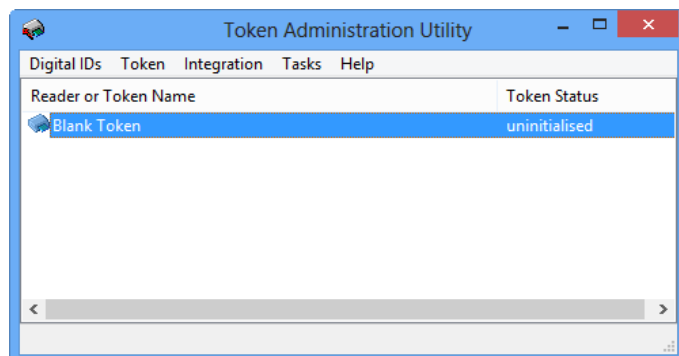 Token Administration Utility
Digital IDs Token Integration Tasks Help
Reader or Token Name Token Status
Blank Token uninitialised